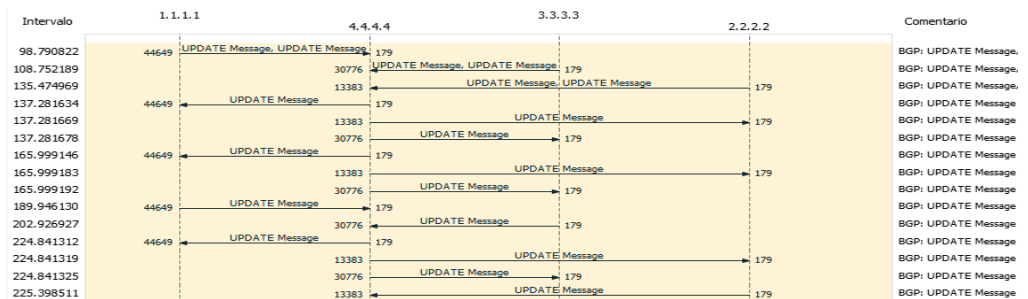 Intervalo 1.1.1.1 4.4.4.4 3.3.3.3 2.2.2.2 Comentario
98.790822 44649 UPDATE Message, UPDATE Message 179 BGP: UPDATE Message,
108.752189 30776 UPDATE Message, UPDATE Message 179 BGP: UPDATE Message,
135.474969 13383 UPDATE Message, UPDATE Message 179 BGP: UPDATE Message,
137.281634 44649 UPDATE Message 179 BGP: UPDATE Message
137.281669 13383 UPDATE Message 179 BGP: UPDATE Message
137.281678 30776 UPDATE Message 179 BGP: UPDATE Message
165.999146 44649 UPDATE Message 179 BGP: UPDATE Message
165.999183 13383 UPDATE Message 179 BGP: UPDATE Message
165.999192 30776 UPDATE Message 179 BGP: UPDATE Message
189.946130 44649 UPDATE Message 179 BGP: UPDATE Message
202.926927 30776 UPDATE Message 179 BGP: UPDATE Message
224.841312 44649 UPDATE Message 179 BGP: UPDATE Message
224.841319 13383 UPDATE Message 179 BGP: UPDATE Message
224.841325 30776 UPDATE Message 179 BGP: UPDATE Message
225.398511 13383 UPDATE Message 179 BGP: UPDATE Message